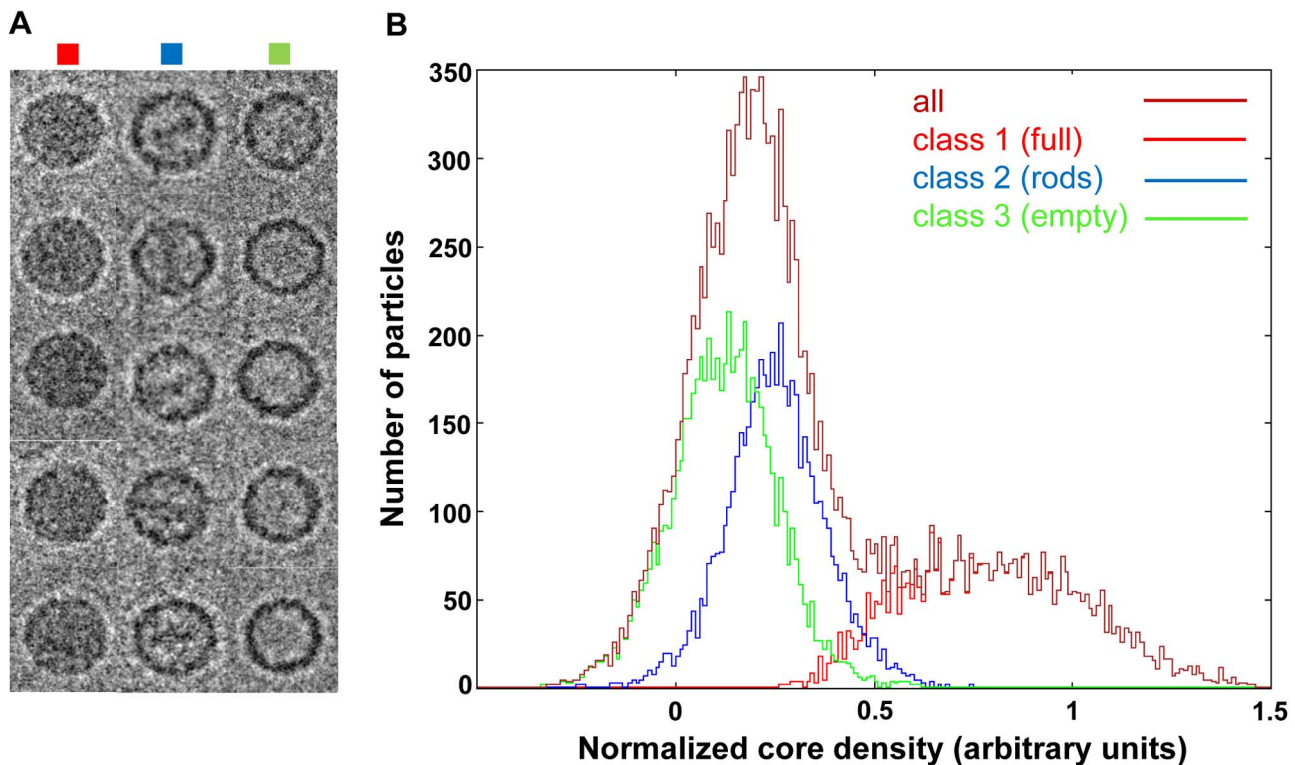 A
B
350
300
250
200
150
100
50
0
0
0.5
1
1.5
Number of particles
Normalized core density (arbitrary units)
all
class 1 (full)
class 2 (rods)
class 3 (empty)